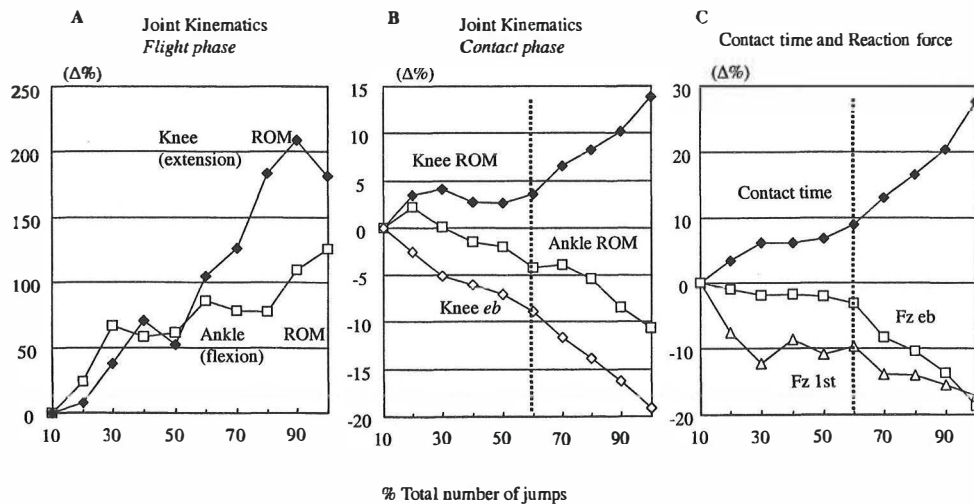 A
Joint Kinematics
Flight phase
(Δ%)
250
200
150
100
50
0
Knee ROM
(extension)
Ankle ROM
(flexion)
10 30 50 70 90
B
Joint Kinematics
Contact phase
(Δ%)
15
10
5
0
-5
-10
-15
-20
Knee ROM
Ankle ROM
Knee eb
10 30 50 70 90
C
Contact time and Reaction force
(Δ%)
30
20
10
0
-10
-20
Contact time
Fz eb
Fz 1st
10 30 50 70 90
% Total number of jumps